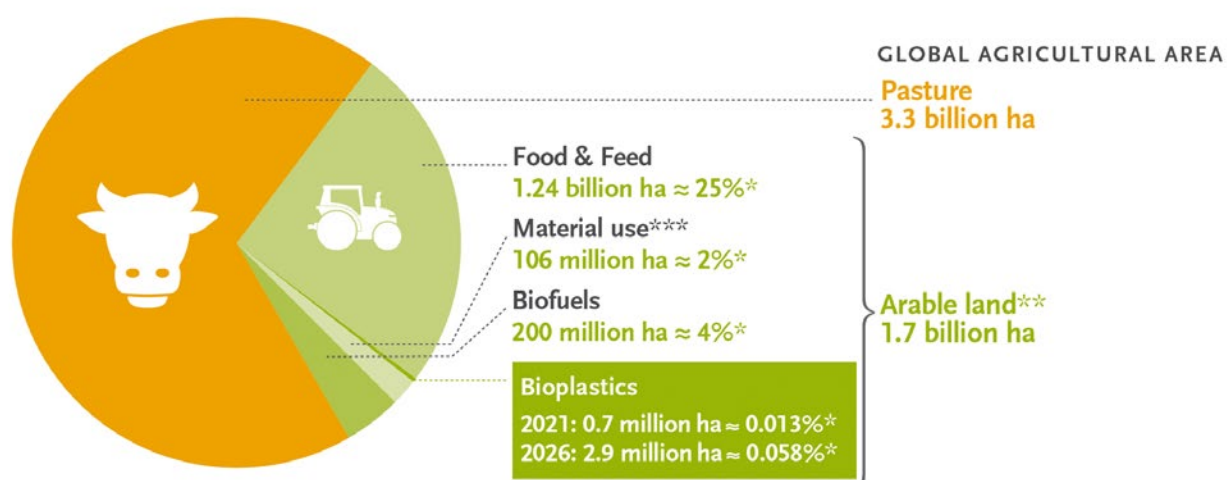 GLOBAL AGRICULTURAL AREA
Pasture
3.3 billion ha
Food & Feed
1.24 billion ha ≈ 25%*
Material use***
106 million ha ≈ 2%*
Biofuels
200 million ha ≈ 4%*
Arable land**
1.7 billion ha
Bioplastics
2021: 0.7 million ha ≈ 0.013%*
2026: 2.9 million ha ≈ 0.058%*